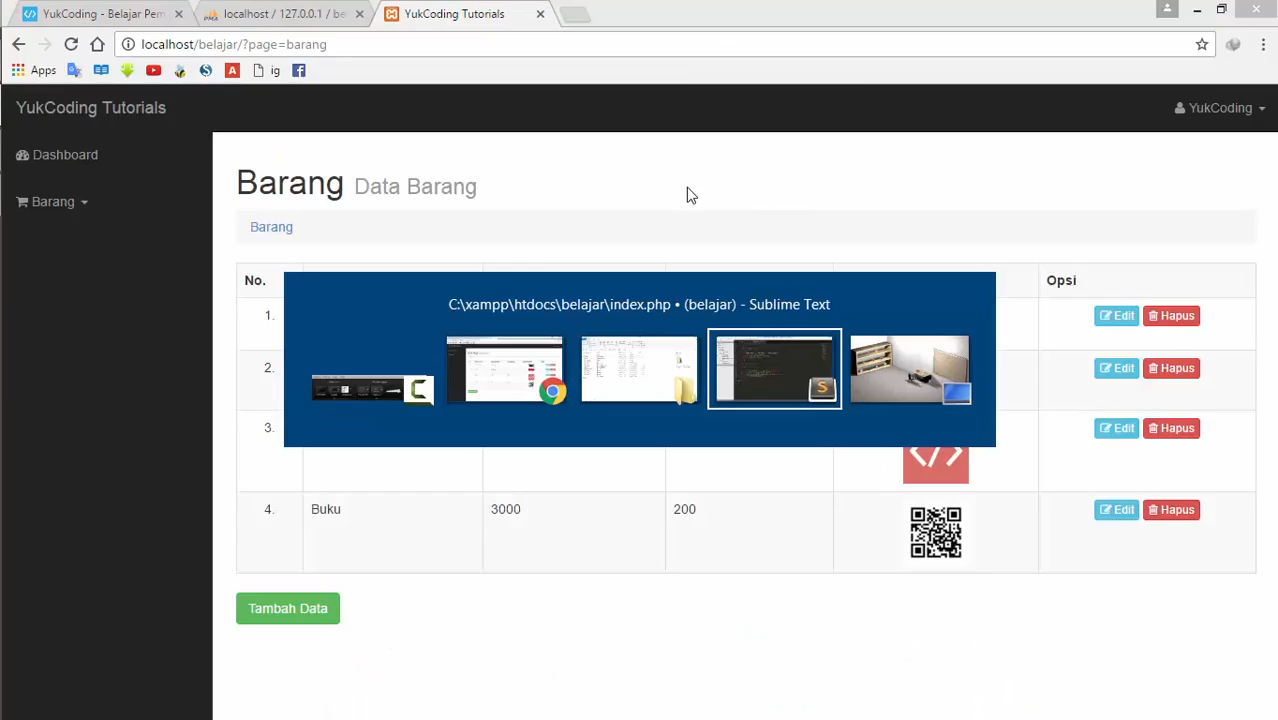 YukCoding - Belajar Pem
localhost / 127.0.0.1 / be
YukCoding Tutorials
localhost/belajar/?page=barang
Apps
ig
YukCoding Tutorials
YukCoding
Dashboard
Barang
Barang Data Barang
Barang
No.
Opsi
C:\xampp\htdocs\belajar\index.php • (belajar) - Sublime Text
1.
Edit
Hapus
2.
Edit
Hapus
3.
Edit
Hapus
4.
Buku
3000
200
Edit
Hapus
Tambah Data